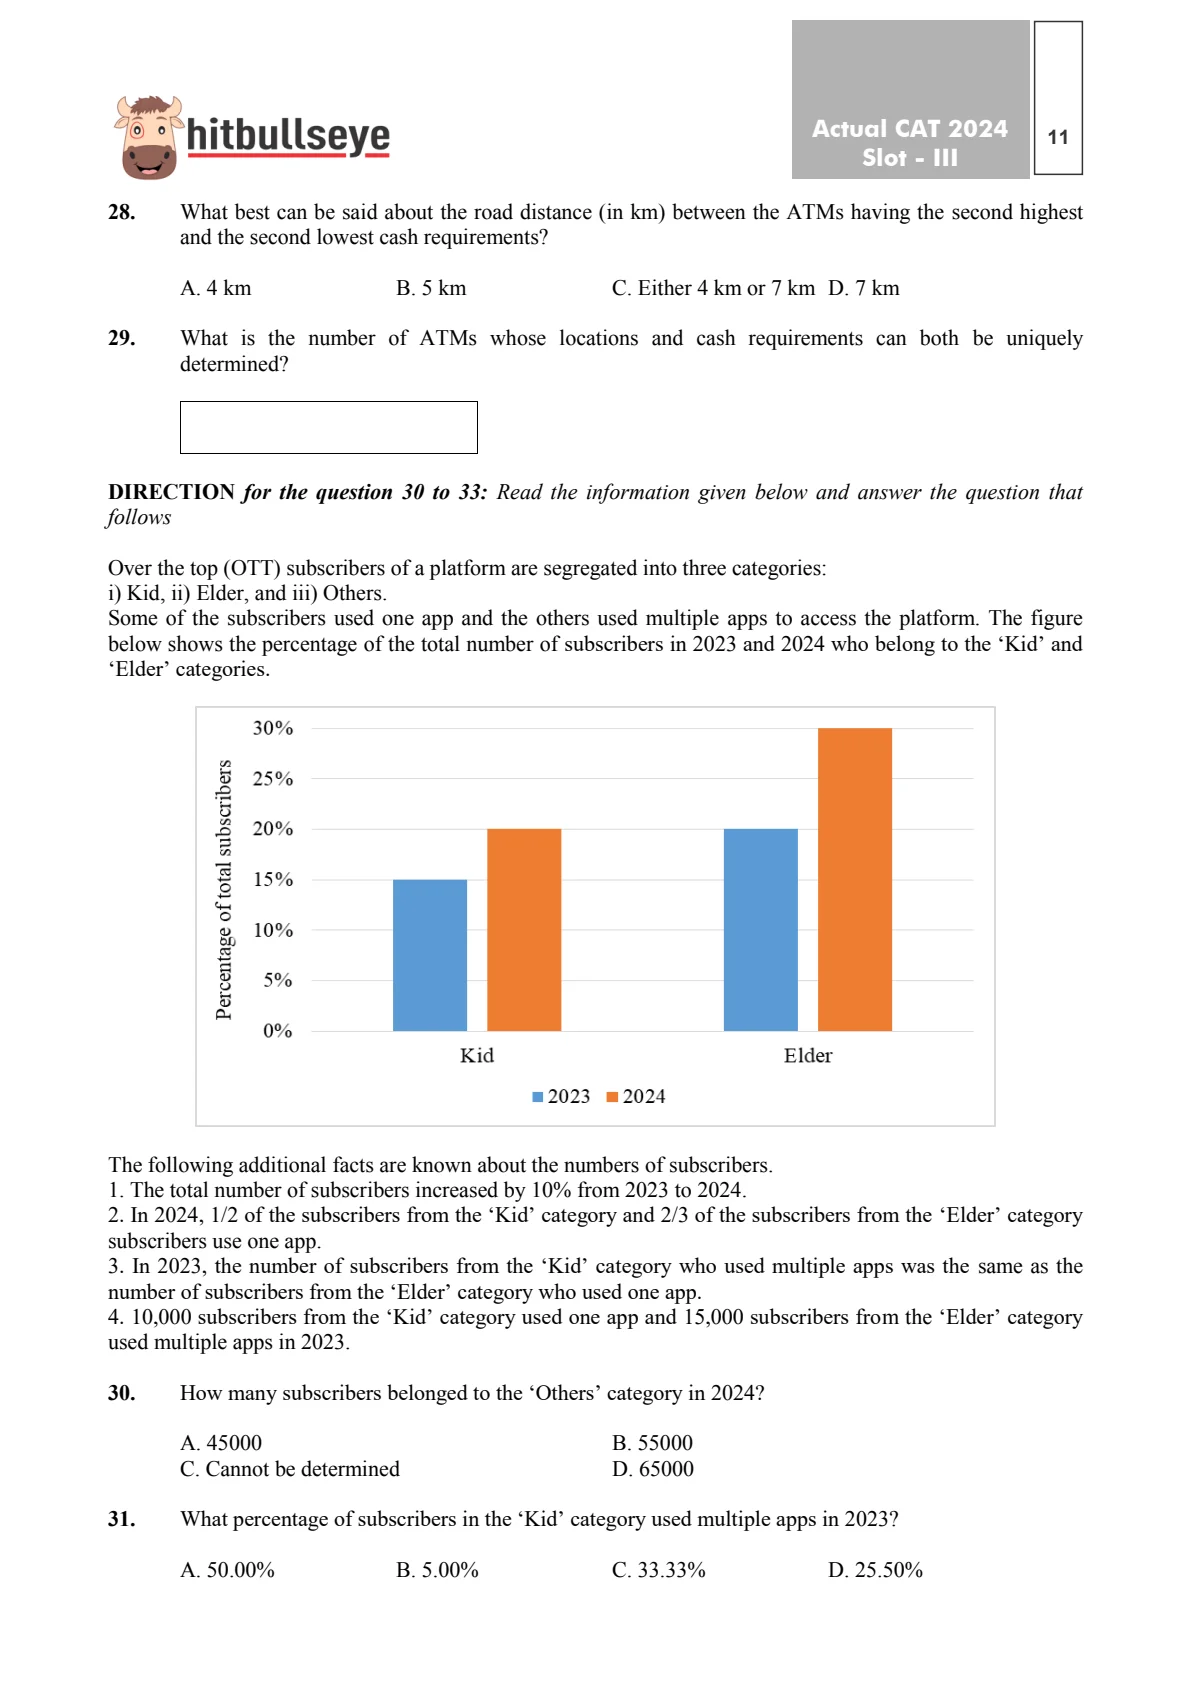 hitbullseye
Actual CAT 2024
Slot - III
11
28. What best can be said about the road distance (in km) between the ATMs having the second highest
and the second lowest cash requirements?
A. 4 km B. 5 km C. Either 4 km or 7 km D. 7 km
29. What is the number of ATMs whose locations and cash requirements can both be uniquely
determined?
DIRECTION for the question 30 to 33: Read the information given below and answer the question that
follows
Over the top (OTT) subscribers of a platform are segregated into three categories:
i) Kid, ii) Elder, and iii) Others.
Some of the subscribers used one app and the others used multiple apps to access the platform. The figure
below shows the percentage of the total number of subscribers in 2023 and 2024 who belong to the ‘Kid’ and
‘Elder’ categories.
Percentage of total subscribers
30%
25%
20%
15%
10%
5%
0%
Kid Elder
2023 2024
The following additional facts are known about the numbers of subscribers.
1. The total number of subscribers increased by 10% from 2023 to 2024.
2. In 2024, 1/2 of the subscribers from the ‘Kid’ category and 2/3 of the subscribers from the ‘Elder’ category
subscribers use one app.
3. In 2023, the number of subscribers from the ‘Kid’ category who used multiple apps was the same as the
number of subscribers from the ‘Elder’ category who used one app.
4. 10,000 subscribers from the ‘Kid’ category used one app and 15,000 subscribers from the ‘Elder’ category
used multiple apps in 2023.
30. How many subscribers belonged to the ‘Others’ category in 2024?
A. 45000 B. 55000
C. Cannot be determined D. 65000
31. What percentage of subscribers in the ‘Kid’ category used multiple apps in 2023?
A. 50.00% B. 5.00% C. 33.33% D. 25.50%